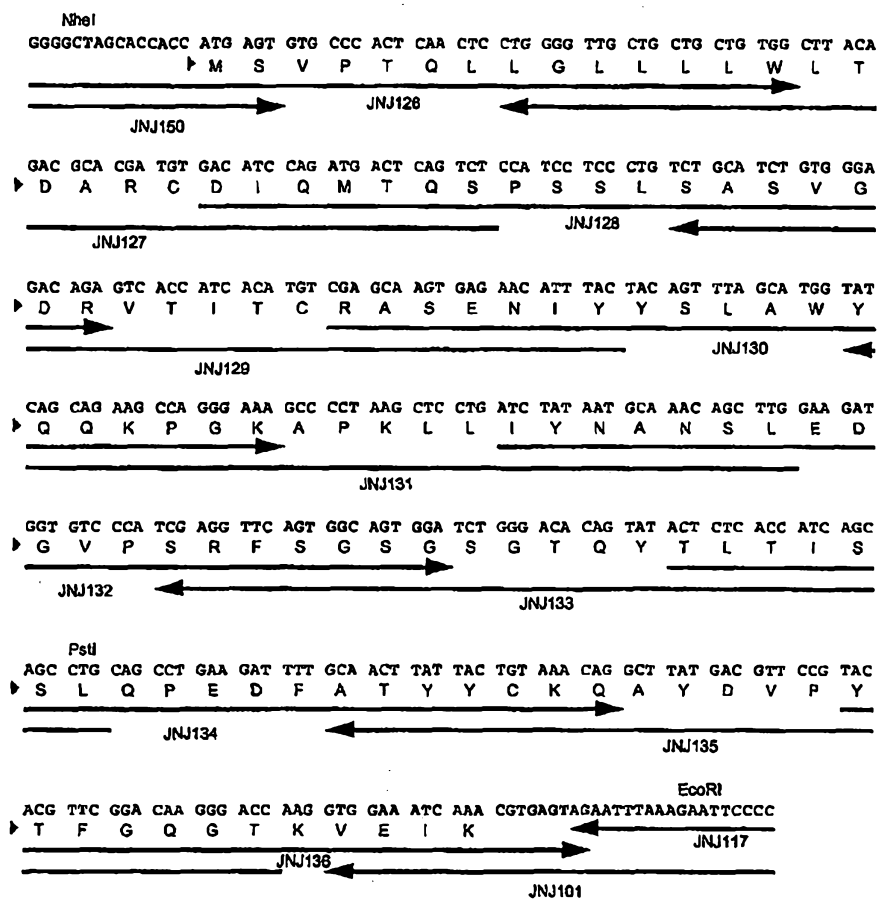 NheI
GGGGCTAGCACCACC ATG AGT GTG CCC ACT CAA CTC CTG GGG TTG CTG CTG CTG TGG CTT ACA
M S V P T Q L L G L L L L W L T
JNJ126
JNJ150
GAC GCA CGA TGT GAC ATC CAG ATG ACT CAG TCT CCA TCC TCC CTG TCT GCA TCT GTG GGA
D A R C D I Q M T Q S P S S L S A S V G
JNJ128
JNJ127
GAC AGA GTC ACC ATC ACA TGT CGA GCA AGT GAG AAC ATT TAC TAC AGT TTA GCA TGG TAT
D R V T I T C R A S E N I Y Y S L A W Y
JNJ130
JNJ129
CAG CAG AAG CCA GGG AAA GCC CCT AAG CTC CTG ATC TAT AAT GCA AAC AGC TTG GAA GAT
Q Q K P G K A P K L L I Y N A N S L E D
JNJ131
GGT GTC CCA TCG AGG TTC AGT GGC AGT GGA TCT GGG ACA CAG TAT ACT CTC ACC ATC AGC
G V P S R F S G S G S G T Q Y T L T I S
JNJ132
JNJ133
PstI
AGC CTG CAG CCT GAA GAT TTT GCA ACT TAT TAC TGT AAA CAG GCT TAT GAC GTT CCG TAC
S L Q P E D F A T Y Y C K Q A Y D V P Y
JNJ134
JNJ135
EcoRI
ACG TTC GGA CAA GGG ACC AAG GTG GAA ATC AAA CGTGAGTAGAATTTAAAGAATTCCCC
T F G Q G T K V E I K
JNJ117
JNJ136
JNJ101